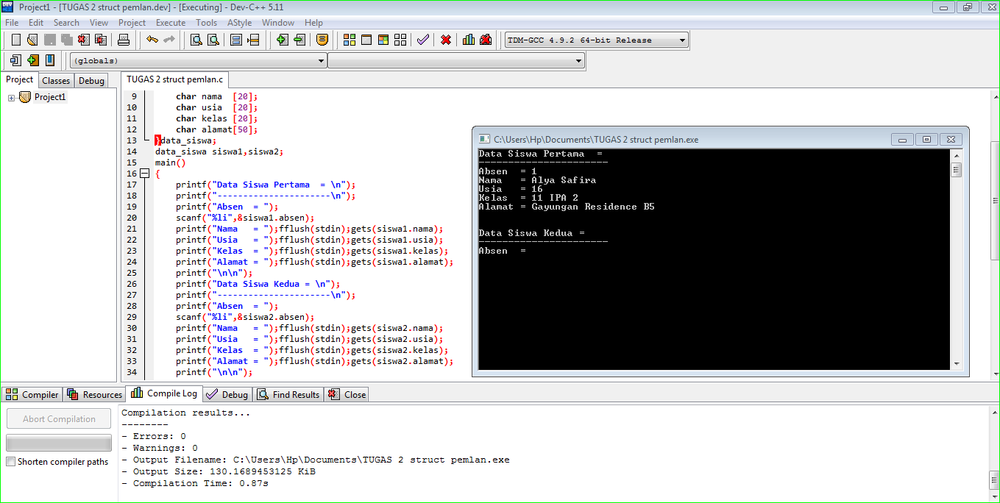 Project1 - [TUGAS 2 struct pemlan.dev] - [Executing] - Dev-C++ 5.11
File Edit Search View Project Execute Tools AStyle Window Help
TDM-GCC 4.9.2 64-bit Release
(globals)
Project Classes Debug
Project1
TUGAS 2 struct pemlan.c
9 char nama [20];
10 char usia [20];
11 char kelas [20];
12 char alamat[50];
13 }data_siswa;
14 data_siswa siswa1,siswa2;
15 main()
16 {
17 printf("Data Siswa Pertama = \n");
18 printf("----------------------\n");
19 printf("Absen = ");
20 scanf("%li",&siswa1.absen);
21 printf("Nama = ");fflush(stdin);gets(siswa1.nama);
22 printf("Usia = ");fflush(stdin);gets(siswa1.usia);
23 printf("Kelas = ");fflush(stdin);gets(siswa1.kelas);
24 printf("Alamat = ");fflush(stdin);gets(siswa1.alamat);
25 printf("\n\n");
26 printf("Data Siswa Kedua = \n");
27 printf("----------------------\n");
28 printf("Absen = ");
29 scanf("%li",&siswa2.absen);
30 printf("Nama = ");fflush(stdin);gets(siswa2.nama);
31 printf("Usia = ");fflush(stdin);gets(siswa2.usia);
32 printf("Kelas = ");fflush(stdin);gets(siswa2.kelas);
33 printf("Alamat = ");fflush(stdin);gets(siswa2.alamat);
34 printf("\n\n");
C:\Users\Hp\Documents\TUGAS 2 struct pemlan.exe
Data Siswa Pertama =
----------------------
Absen = 1
Nama = Alya Safira
Usia = 16
Kelas = 11 IPA 2
Alamat = Gayungan Residence B5
Data Siswa Kedua =
----------------------
Absen =
Compiler Resources Compile Log Debug Find Results Close
Abort Compilation
Shorten compiler paths
Compilation results...
--------
- Errors: 0
- Warnings: 0
- Output Filename: C:\Users\Hp\Documents\TUGAS 2 struct pemlan.exe
- Output Size: 130.1689453125 KiB
- Compilation Time: 0.87s